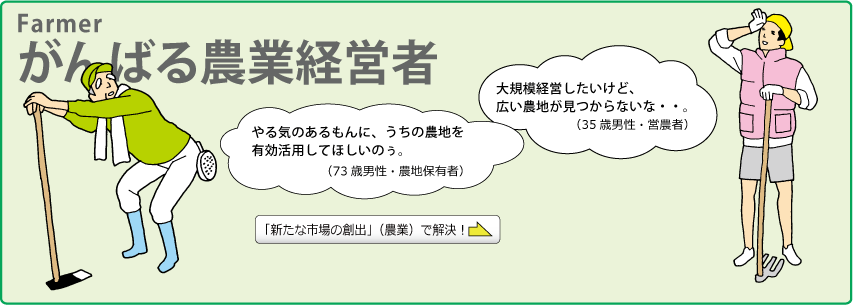 Farmer
がんばる農業経営者
大規模経営したいけど、
広い農地が見つからないな・・。
（35 歳男性・営農者）
やる気のあるもんに、うちの農地を
有効活用してほしいのぅ。
（73 歳男性・農地保有者）
「新たな市場の創出」（農業）で解決！